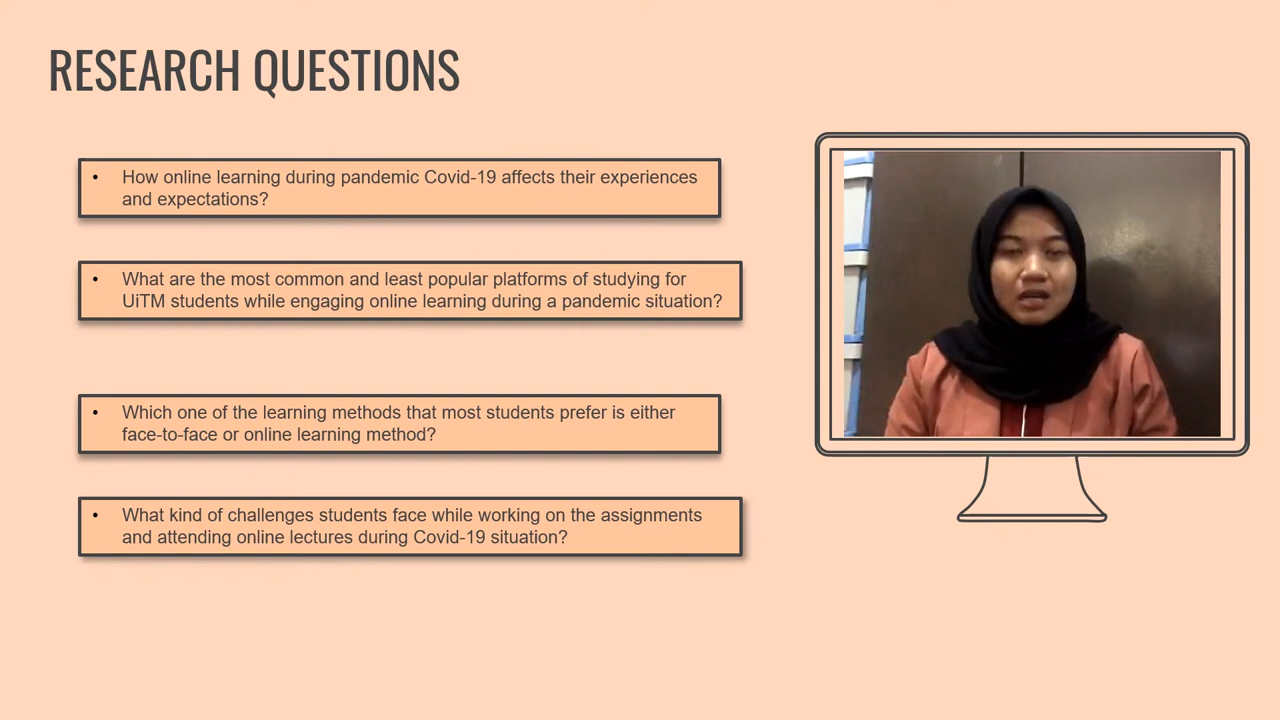 RESEARCH QUESTIONS
• How online learning during pandemic Covid-19 affects their experiences
and expectations?
• What are the most common and least popular platforms of studying for
UiTM students while engaging online learning during a pandemic situation?
• Which one of the learning methods that most students prefer is either
face-to-face or online learning method?
• What kind of challenges students face while working on the assignments
and attending online lectures during Covid-19 situation?